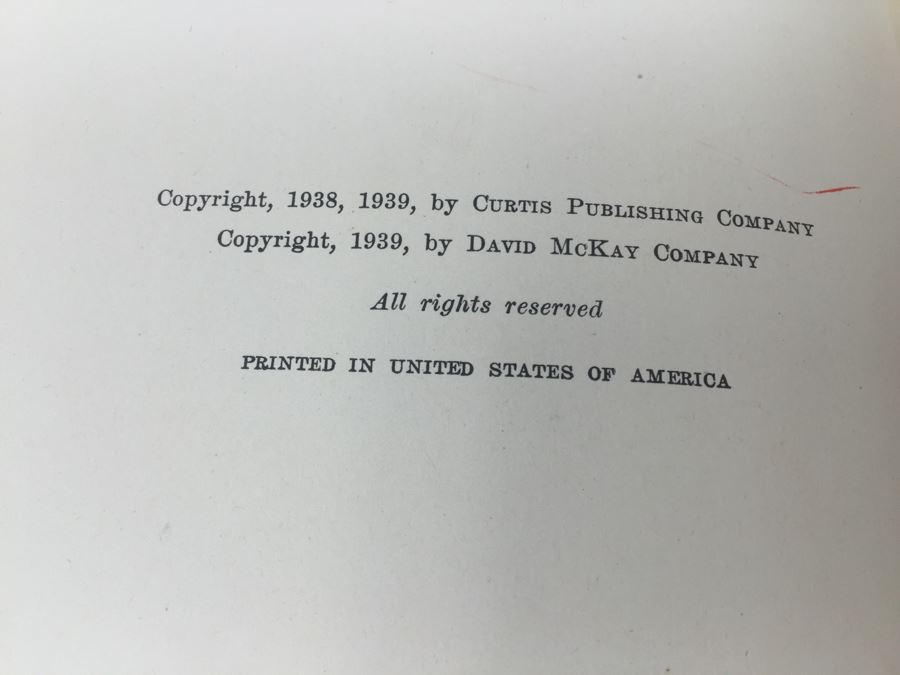 Copyright, 1938, 1939, by Curtis Publishing Company
Copyright, 1939, by David McKay Company
All rights reserved
PRINTED IN UNITED STATES OF AMERICA